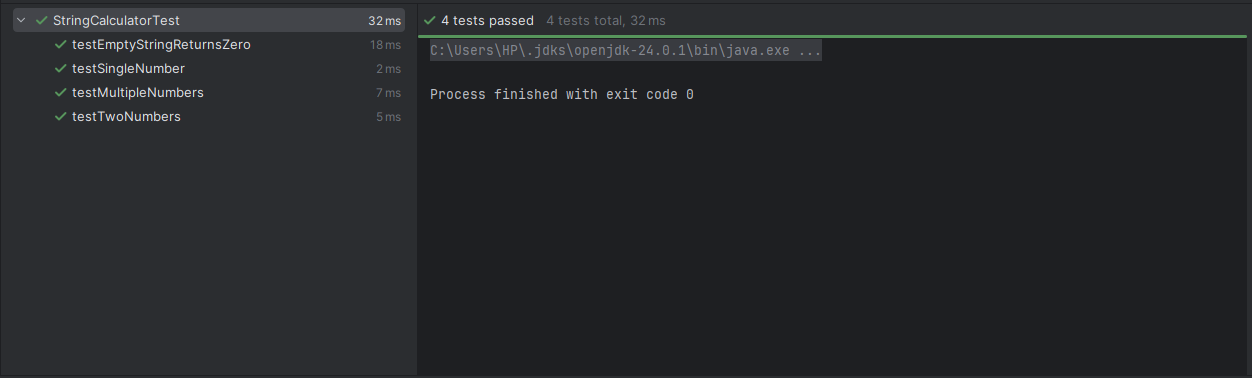 StringCalculatorTest 32 ms
testEmptyStringReturnsZero 18 ms
testSingleNumber 2 ms
testMultipleNumbers 7 ms
testTwoNumbers 5 ms
4 tests passed 4 tests total, 32 ms
C:\Users\HP\.jdks\openjdk-24.0.1\bin\java.exe ...
Process finished with exit code 0